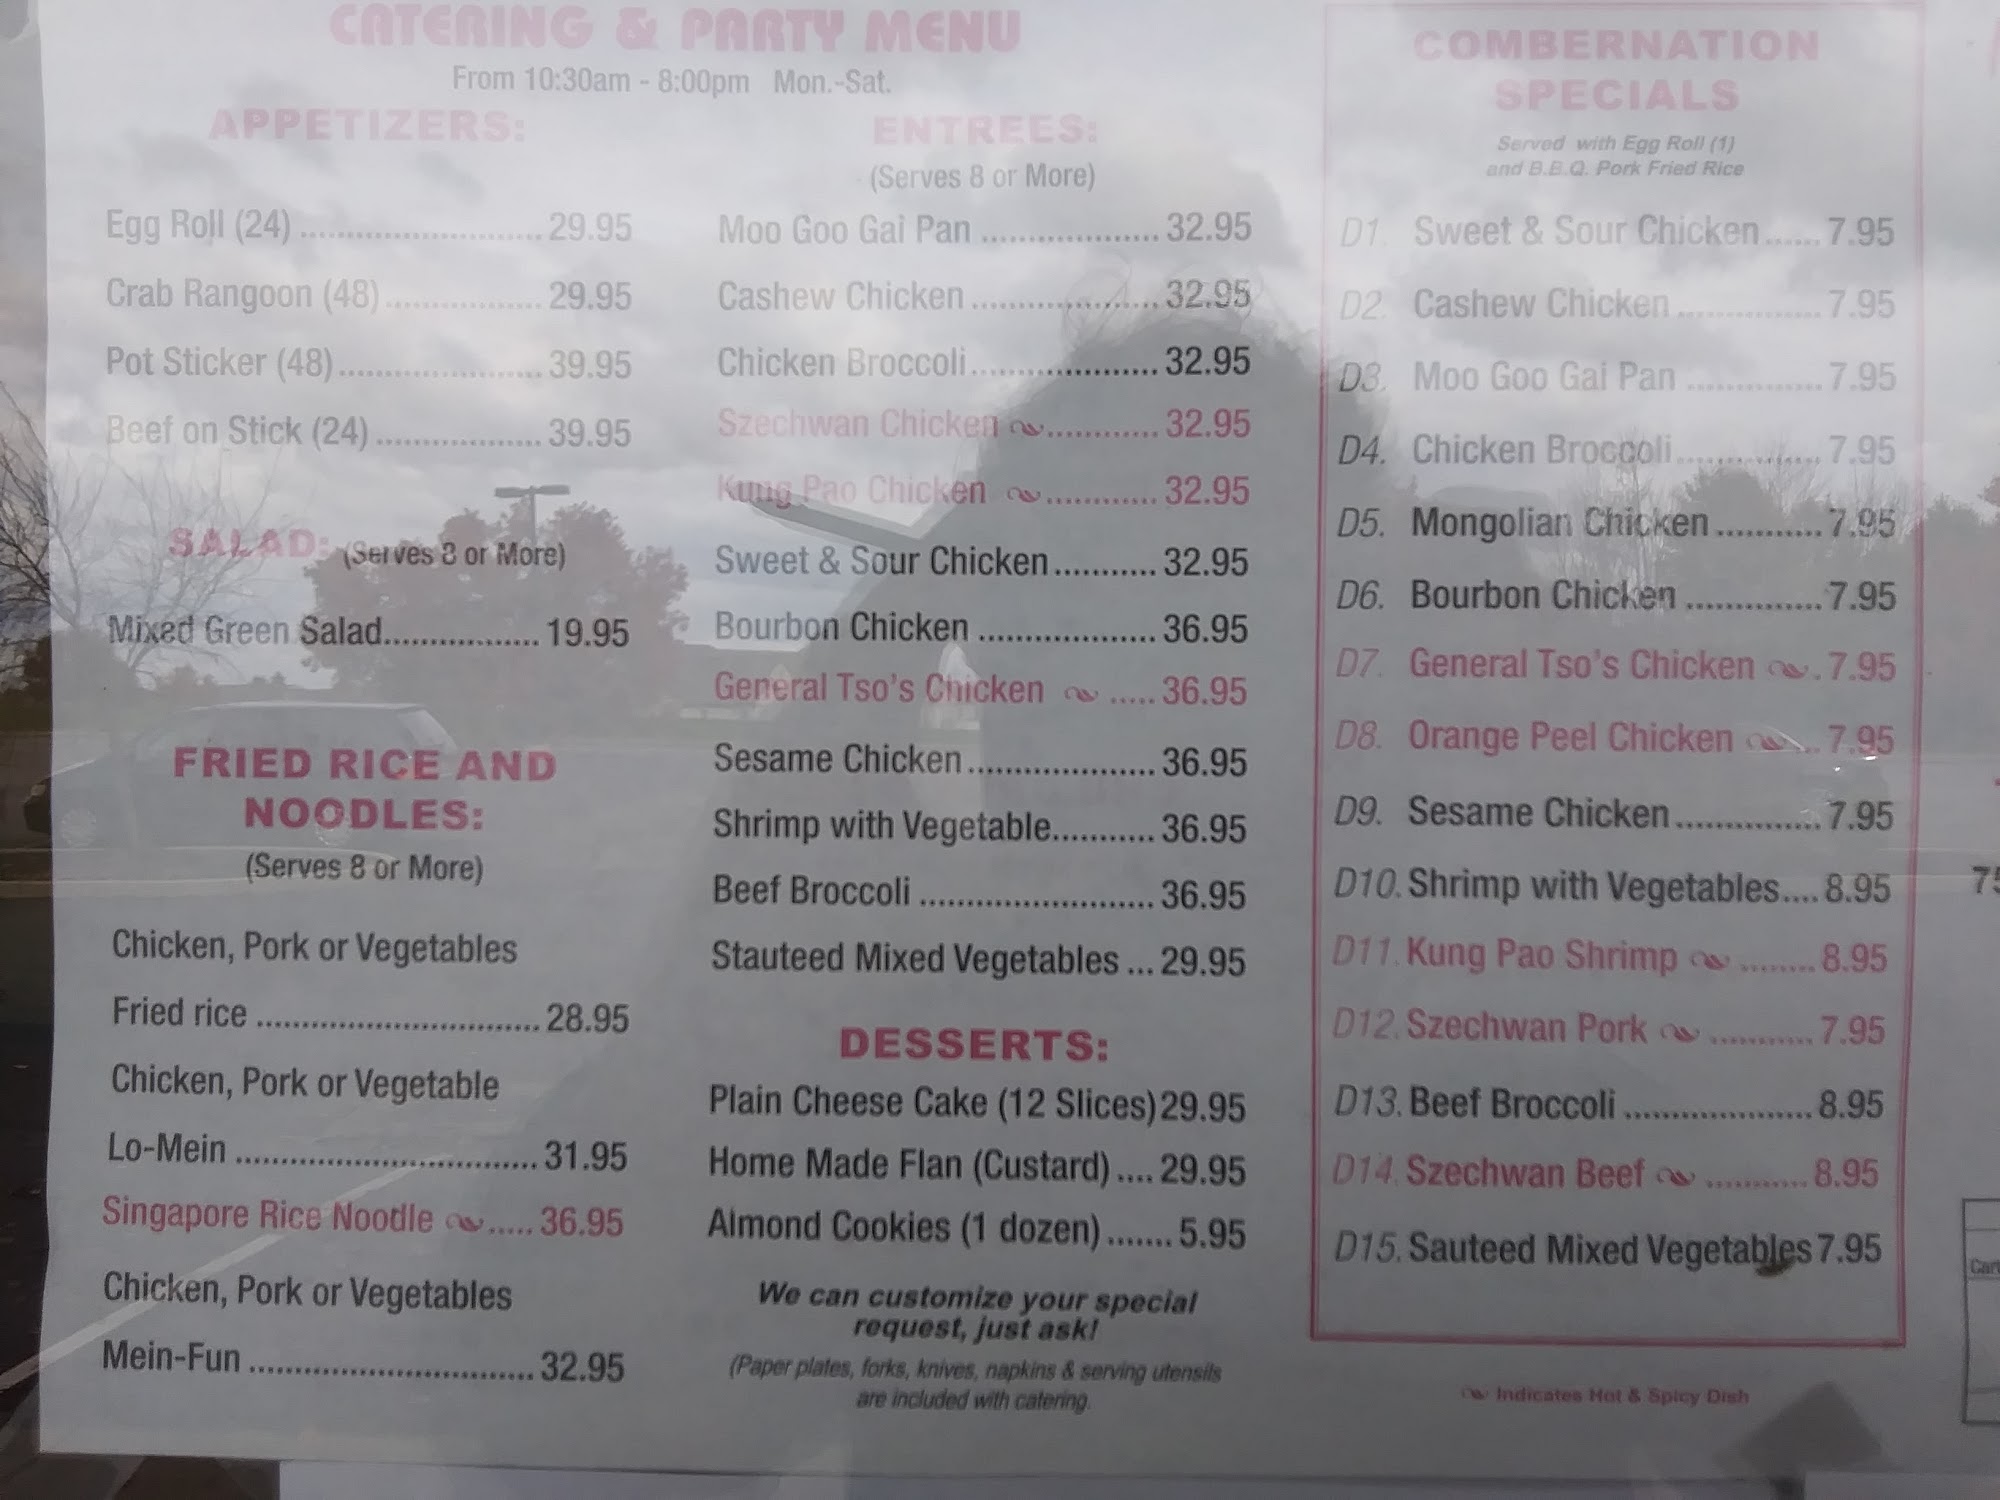 CATERING & PARTY MENU
From 10:30am - 8:00pm Mon.-Sat.
APPETIZERS:
Egg Roll (24) ........................... 29.95
Crab Rangoon (48) ................. 29.95
Pot Sticker (48) ...................... 39.95
Beef on Stick (24) .................. 39.95
SALAD: (Serves 8 or More)
Mixed Green Salad................. 19.95
FRIED RICE AND
NOODLES:
(Serves 8 or More)
Chicken, Pork or Vegetables
Fried rice ............................... 28.95
Chicken, Pork or Vegetable
Lo-Mein ................................. 31.95
Singapore Rice Noodle ..... 36.95
Chicken, Pork or Vegetables
Mein-Fun ............................... 32.95
ENTREES:
(Serves 8 or More)
Moo Goo Gai Pan .................... 32.95
Cashew Chicken ..................... 32.95
Chicken Broccoli..................... 32.95
Szechwan Chicken ............ 32.95
Kung Pao Chicken ............ 32.95
Sweet & Sour Chicken ........... 32.95
Bourbon Chicken .................... 36.95
General Tso's Chicken ..... 36.95
Sesame Chicken ..................... 36.95
Shrimp with Vegetable........... 36.95
Beef Broccoli .......................... 36.95
Stauteed Mixed Vegetables ... 29.95
DESSERTS:
Plain Cheese Cake (12 Slices) 29.95
Home Made Flan (Custard) .... 29.95
Almond Cookies (1 dozen) ....... 5.95
We can customize your special
request, just ask!
(Paper plates, forks, knives, napkins & serving utensils
are included with catering.
COMBERNATION
SPECIALS
Served with Egg Roll (1)
and B.B.Q. Pork Fried Rice
D1. Sweet & Sour Chicken ...... 7.95
D2. Cashew Chicken ................ 7.95
D3. Moo Goo Gai Pan ............... 7.95
D4. Chicken Broccoli ................ 7.95
D5. Mongolian Chicken ........... 7.95
D6. Bourbon Chicken ............... 7.95
D7. General Tso's Chicken . 7.95
D8. Orange Peel Chicken ... 7.95
D9. Sesame Chicken ................ 7.95
D10. Shrimp with Vegetables.... 8.95
D11. Kung Pao Shrimp ........ 8.95
D12. Szechwan Pork ........... 7.95
D13. Beef Broccoli ..................... 8.95
D14. Szechwan Beef ........... 8.95
D15. Sauteed Mixed Vegetables 7.95
Indicates Hot & Spicy Dish